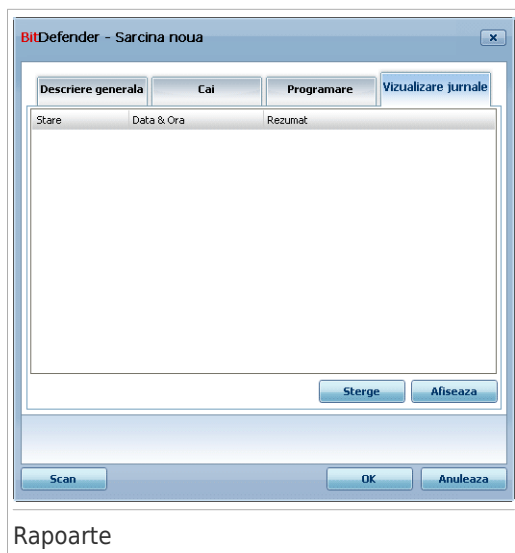 BitDefender - Sarcina noua
Descriere generala Cai Programare Vizualizare jurnale
Stare Data & Ora Rezumat
Sterge Afiseaza
Scan OK Anuleaza
Rapoarte